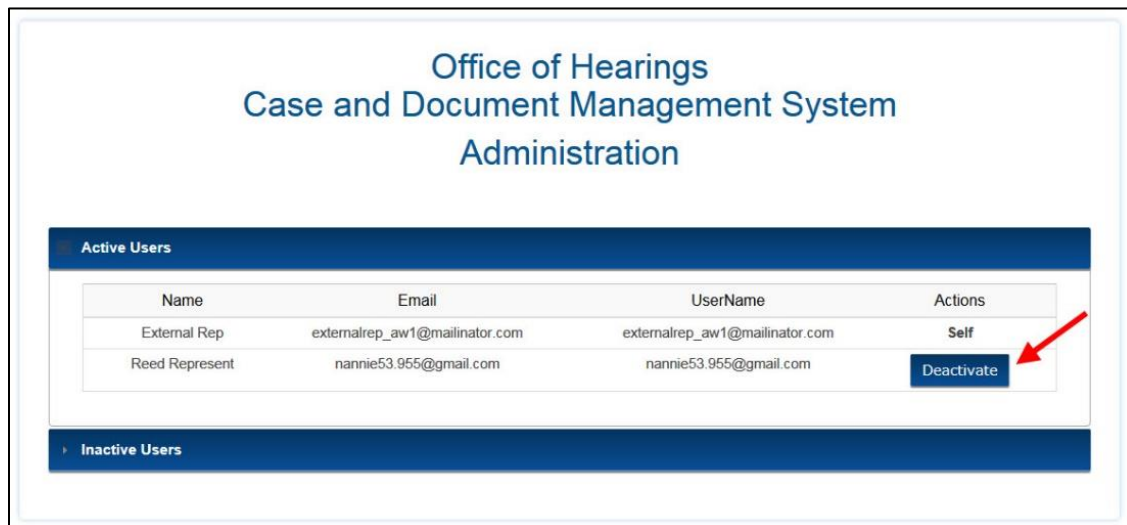 Office of Hearings
Case and Document Management System
Administration
Active Users
Name Email UserName Actions
External Rep externalrep_aw1@mailinator.com externalrep_aw1@mailinator.com Self
Reed Represent nannie53.955@gmail.com nannie53.955@gmail.com Deactivate
Inactive Users